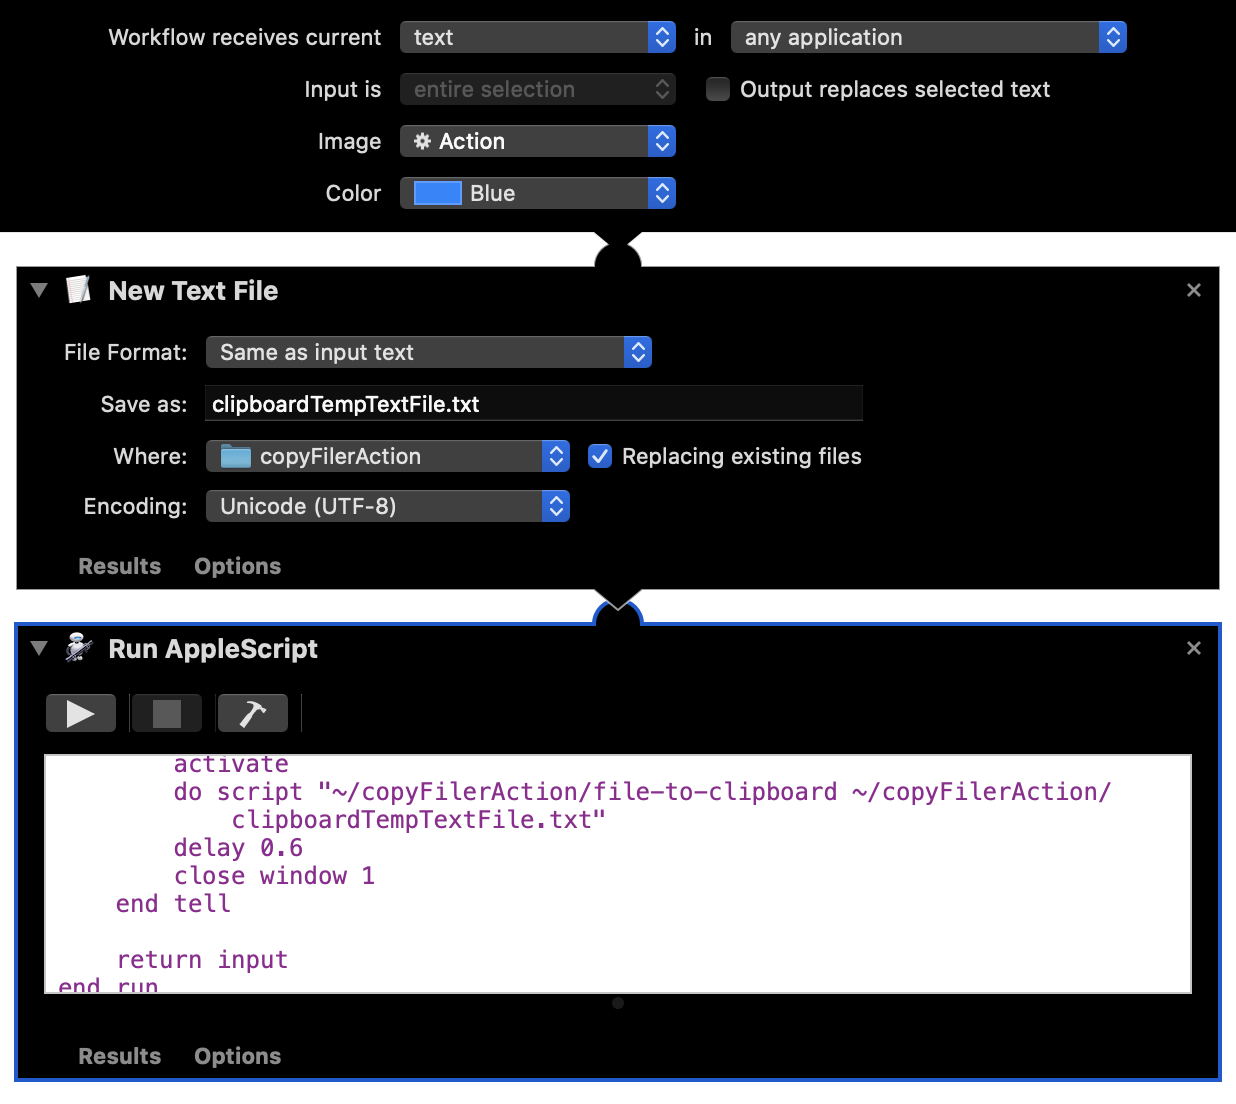 Workflow receives current text in any application
Input is entire selection Output replaces selected text
Image Action
Color Blue
New Text File
File Format: Same as input text
Save as: clipboardTempTextFile.txt
Where: copyFilerAction Replacing existing files
Encoding: Unicode (UTF-8)
Results Options
Run AppleScript
activate
do script "~/copyFilerAction/file-to-clipboard ~/copyFilerAction/
clipboardTempTextFile.txt"
delay 0.6
close window 1
end tell
return input
end run
Results Options